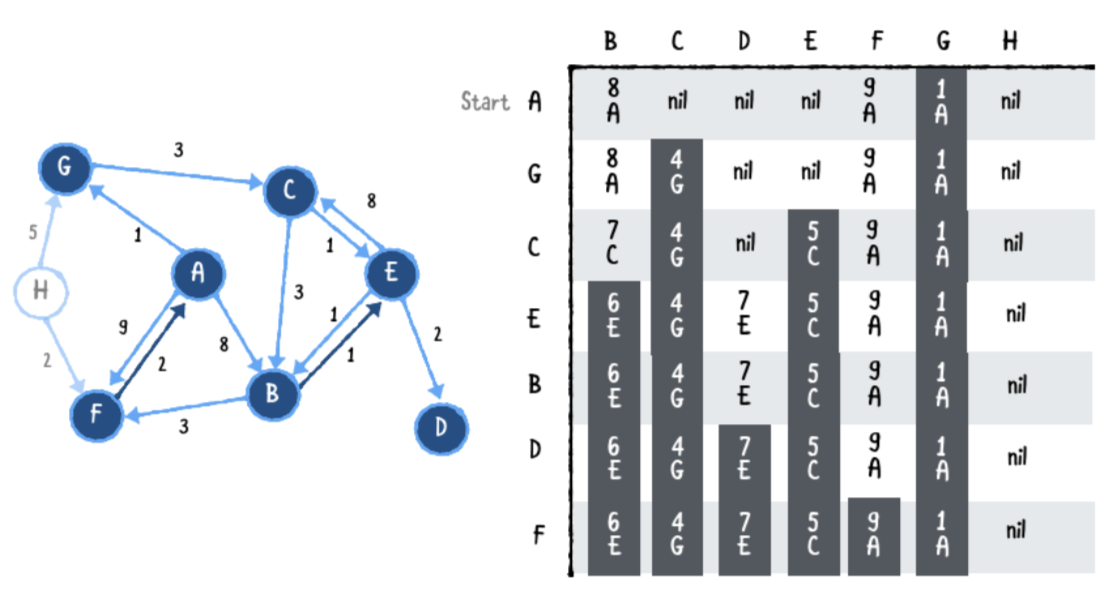 B C D E F G H
Start A 8 nil nil nil 9 1 nil
A A A
G 8 4 nil nil 9 1 nil
A G A A
C 7 4 nil 5 9 1 nil
C G C A A
E 6 4 7 5 9 1 nil
E G E C A A
B 6 4 7 5 9 1 nil
E G E C A A
D 6 4 7 5 9 1 nil
E G E C A A
F 6 4 7 5 9 1 nil
E G E C A A
3
G
C
8
5
1
1
H
A
E
3
9
1
2
2
2
8
1
F
B
D
3